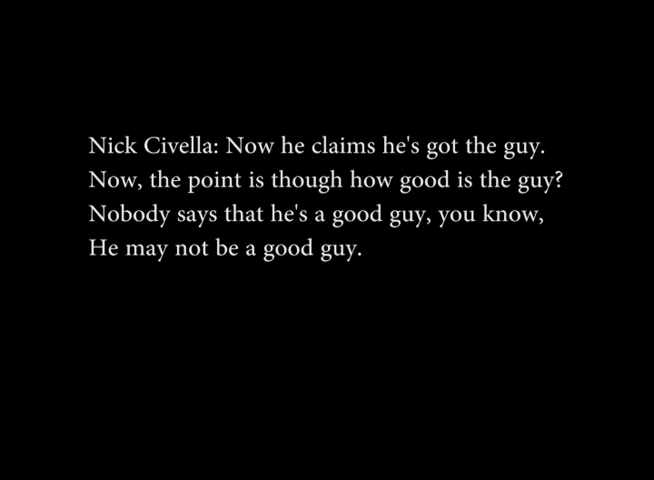 Nick Civella: Now he claims he's got the guy.
Now, the point is though how good is the guy?
Nobody says that he's a good guy, you know,
He may not be a good guy.